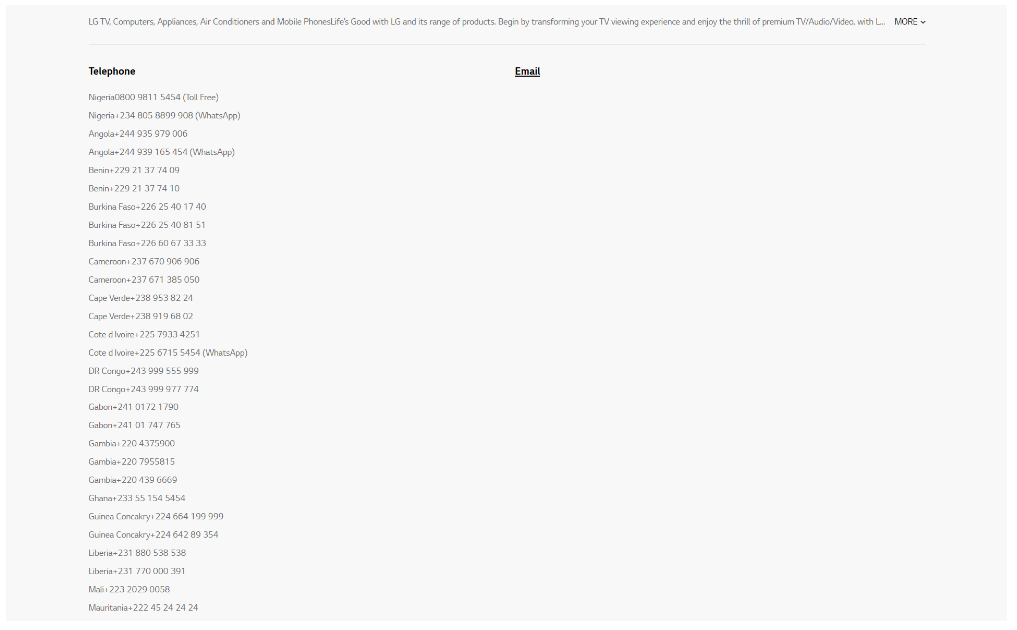 LG TV, Computers, Appliances, Air Conditioners and Mobile PhonesLife's Good with LG and its range of products. Begin by transforming your TV viewing experience and enjoy the thrill of premium TV/Audio/Video, with L... MORE
Telephone Email
Nigeria0800 9811 5454 (Toll Free)
Nigeria+234 805 8899 908 (WhatsApp)
Angola+244 935 979 006
Angola+244 939 165 454 (WhatsApp)
Benin+229 21 37 74 09
Benin+229 21 37 74 10
Burkina Faso+226 25 40 17 40
Burkina Faso+226 25 40 81 51
Burkina Faso+226 60 67 33 33
Cameroon+237 670 906 906
Cameroon+237 671 385 050
Cape Verde+238 953 82 24
Cape Verde+238 919 68 02
Cote d Ivoire+225 7933 4251
Cote d Ivoire+225 6715 5454 (WhatsApp)
DR Congo+243 999 555 999
DR Congo+243 999 977 774
Gabon+241 0172 1790
Gabon+241 01 747 765
Gambia+220 4375900
Gambia+220 7955815
Gambia+220 439 6669
Ghana+233 55 154 5454
Guinea Concakry+224 664 199 999
Guinea Concakry+224 642 89 354
Liberia+231 880 538 538
Liberia+231 770 000 391
Mali+223 2029 0058
Mauritania+222 45 24 24 24